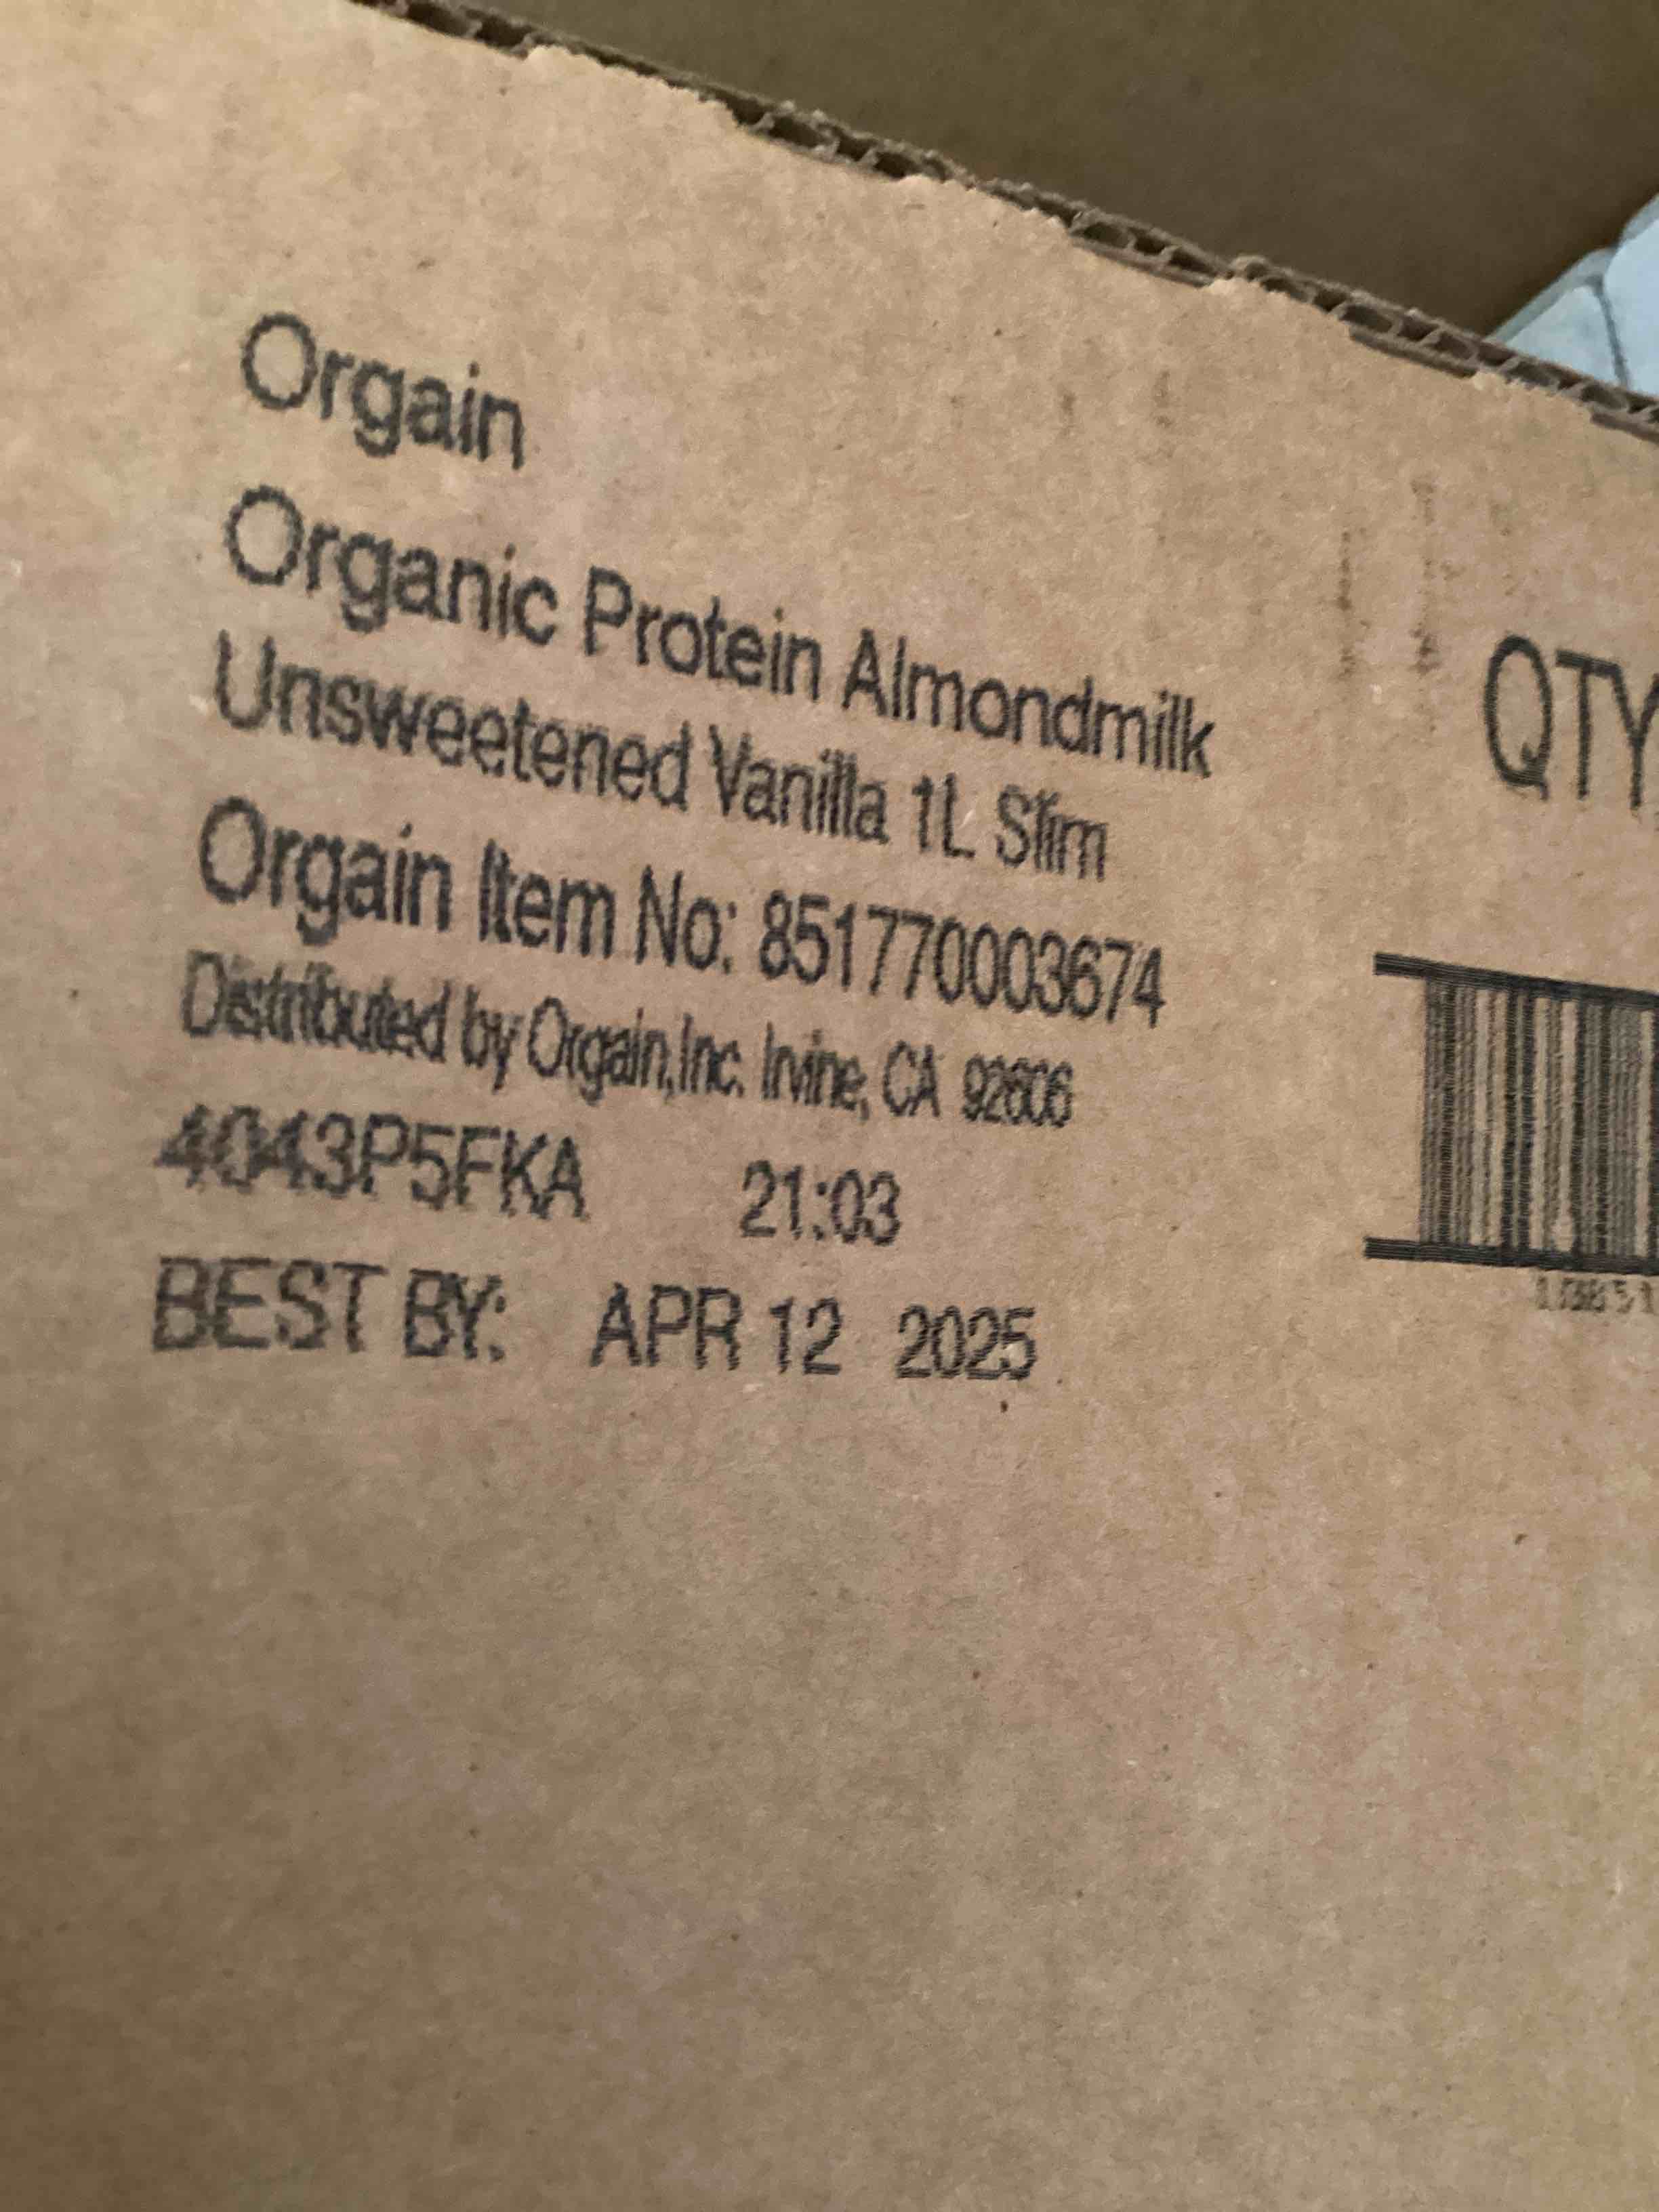 Orgain
Organic Protein Almondmilk
Unsweetened Vanilla 1L Slim
Orgain Item No: 851770003674
Distributed by Orgain,Inc. Irvine, CA 92606
4043P5FKA 21:03
BEST BY: APR 12 2025
QTY